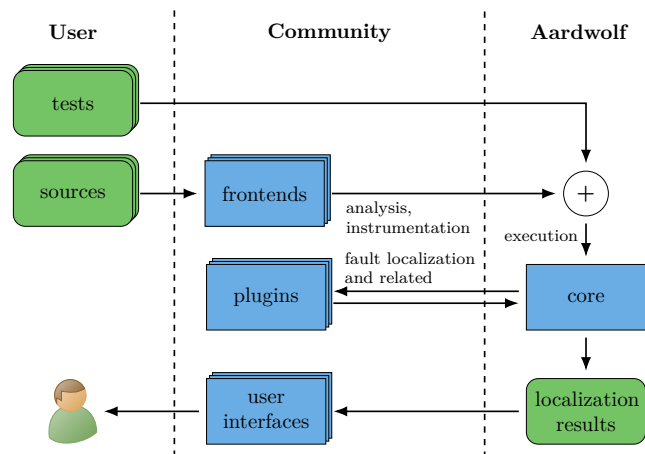 User
Community
Aardwolf
tests
sources
frontends
+
analysis,
instrumentation
execution
fault localization
and related
plugins
core
user
interfaces
localization
results